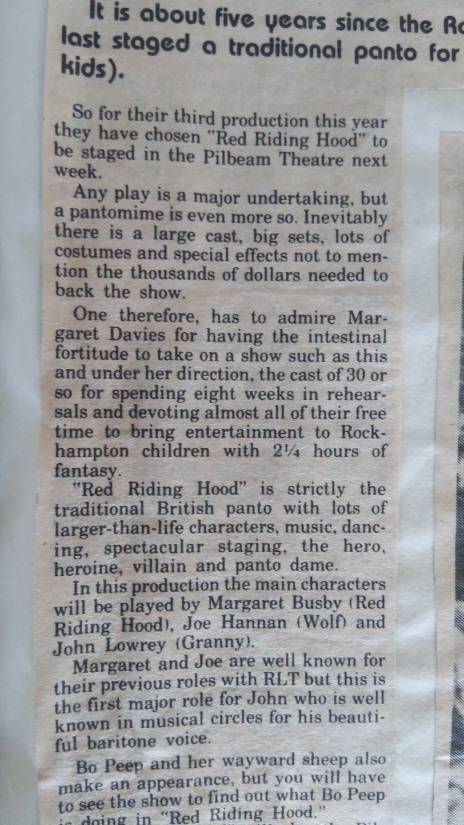 It is about five years since the
last staged a traditional panto for
kids).
So for their third production this year
they have chosen "Red Riding Hood" to
be staged in the Pilbeam Theatre next
week.
Any play is a major undertaking, but
a pantomime is even more so. Inevitably
there is a large cast, big sets, lots of
costumes and special effects not to men-
tion the thousands of dollars needed to
back the show.
One therefore, has to admire Mar-
garet Davies for having the intestinal
fortitude to take on a show such as this
and under her direction, the cast of 30 or
so for spending eight weeks in rehear-
sals and devoting almost all of their free
time to bring entertainment to Rock-
hampton children with 2¼ hours of
fantasy.
"Red Riding Hood" is strictly the
traditional British panto with lots of
larger-than-life characters, music, danc-
ing, spectacular staging, the hero,
heroine, villain and panto dame.
In this production the main characters
will be played by Margaret Busby (Red
Riding Hood), Joe Hannan (Wolf) and
John Lowrey (Granny).
Margaret and Joe are well known for
their previous roles with RLT but this is
the first major role for John who is well
known in musical circles for his beauti-
ful baritone voice.
Bo Peep and her wayward sheep also
make an appearance, but you will have
to see the show to find out what Bo Peep
is doing in "Red Riding Hood."